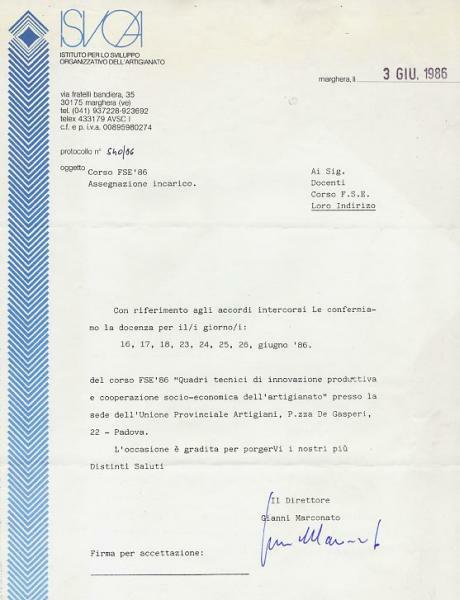 ISVOA
ISTITUTO PER LO SVILUPPO
ORGANIZZATIVO DELL'ARTIGIANATO
marghera, lì 3 GIU. 1986
via fratelli bandiera, 35
30175 marghera (ve)
tel. (041) 937228-923692
telex 433179 AVSC I
c.f. e p. i.v.a. 00895980274
protocollo n° 540/86
oggetto Corso FSE'86
Assegnazione incarico.
Ai Sig.
Docenti
Corso F.S.E.
Loro Indirizo
Con riferimento agli accordi intercorsi Le confermia-
mo la docenza per il/i giorno/i:
16, 17, 18, 23, 24, 25, 26, giugno '86.
del corso FSE'86 "Quadri tecnici di innovazione produttiva
e cooperazione socio-economica dell'artigianato" presso la
sede dell'Unione Provinciale Artigiani, P.zza De Gasperi,
22 - Padova.
L'occasione è gradita per porgerVi i nostri più
Distinti Saluti
Il Direttore
Gianni Marconato
Firma per accettazione: